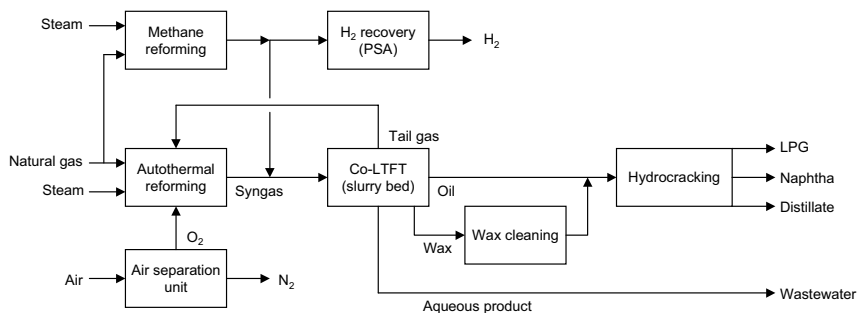 Steam
Methane
reforming
H2 recovery
(PSA)
H2
Tail gas
Natural gas
Steam
Autothermal
reforming
Syngas
Co-LTFT
(slurry bed)
Oil
Hydrocracking
LPG
Naphtha
Distillate
Wax
Wax cleaning
O2
Air
Air separation
unit
N2
Aqueous product
Wastewater